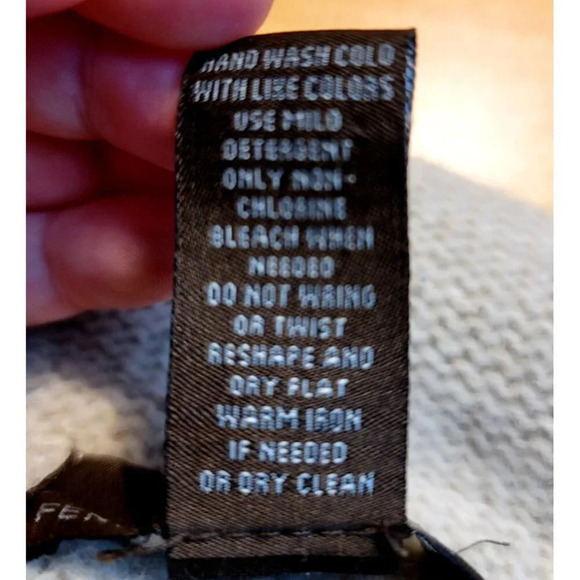 HAND WASH COLD
WITH LIKE COLORS
USE MILD
DETERGENT
ONLY NON-
CHLORINE
BLEACH WHEN
NEEDED
DO NOT WRING
OR TWIST
RESHAPE AND
DRY FLAT
WARM IRON
IF NEEDED
OR DRY CLEAN